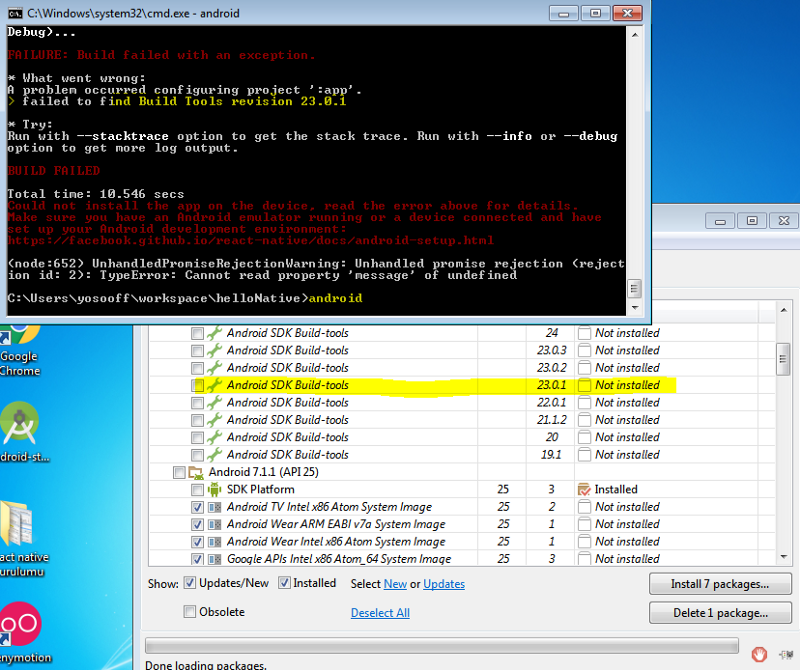 C:\Windows\system32\cmd.exe - android
Debug)...
FAILURE: Build failed with an exception.
* What went wrong:
A problem occurred configuring project ':app'.
> failed to find Build Tools revision 23.0.1
* Try:
Run with --stacktrace option to get the stack trace. Run with --info or --debug
option to get more log output.
BUILD FAILED
Total time: 10.546 secs
Could not install the app on the device, read the error above for details.
Make sure you have an Android emulator running or a device connected and have
set up your Android development environment:
https://facebook.github.io/react-native/docs/android-setup.html
(node:652) UnhandledPromiseRejectionWarning: Unhandled promise rejection (reject
ion id: 2): TypeError: Cannot read property 'message' of undefined
C:\Users\yosooff\workspace\helloNative>android
Google
Chrome
droid-st...
act native
urulumu
enymotion
Android SDK Build-tools 24 Not installed
Android SDK Build-tools 23.0.3 Not installed
Android SDK Build-tools 23.0.2 Not installed
Android SDK Build-tools 23.0.1 Not installed
Android SDK Build-tools 22.0.1 Not installed
Android SDK Build-tools 21.1.2 Not installed
Android SDK Build-tools 20 Not installed
Android SDK Build-tools 19.1 Not installed
Android 7.1.1 (API 25)
SDK Platform 25 3 Installed
Android TV Intel x86 Atom System Image 25 2 Not installed
Android Wear ARM EABI v7a System Image 25 1 Not installed
Android Wear Intel x86 Atom System Image 25 1 Not installed
Google APIs Intel x86 Atom_64 System Image 25 3 Not installed
Show: Updates/New Installed Select New or Updates Install 7 packages...
Obsolete Deselect All Delete 1 package...
Done loading packages.